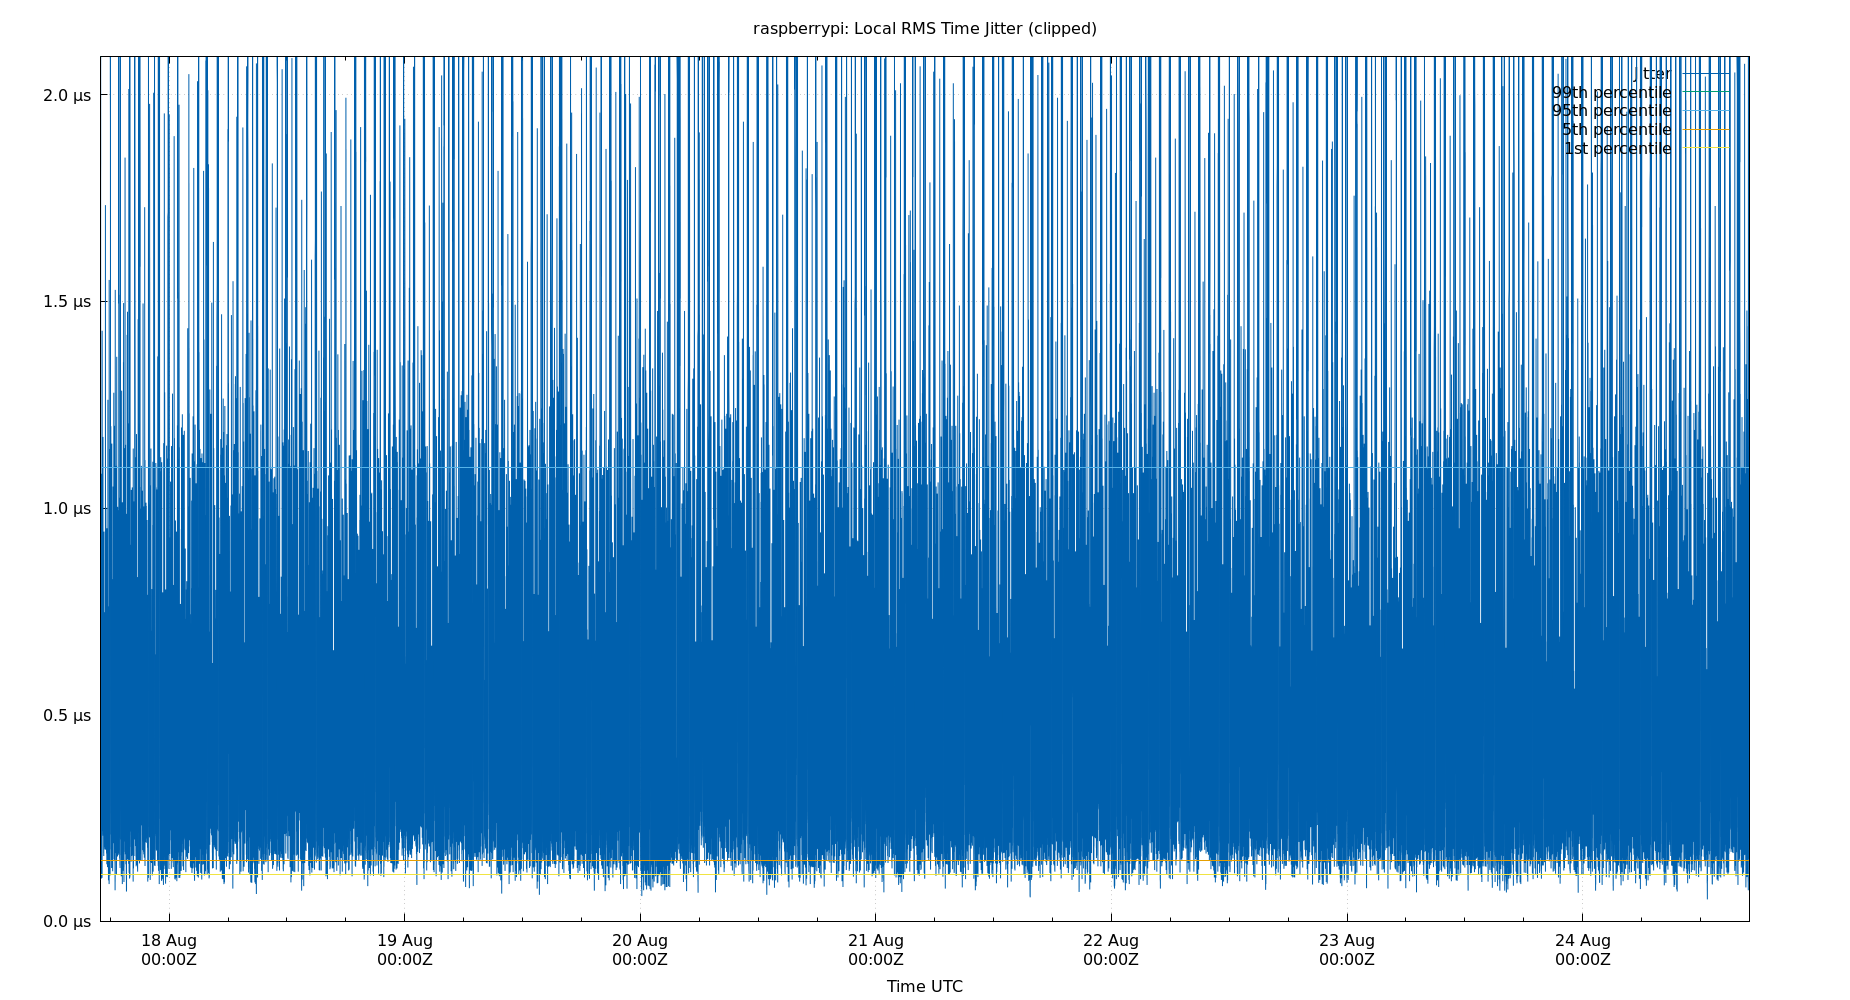 raspberrypi: Local RMS Time Jitter (clipped)
2.0 μs
1.5 μs
1.0 μs
0.5 μs
0.0 μs
jitter
99th percentile
95th percentile
5th percentile
1st percentile
18 Aug
00:00Z
19 Aug
00:00Z
20 Aug
00:00Z
21 Aug
00:00Z
22 Aug
00:00Z
23 Aug
00:00Z
24 Aug
00:00Z
Time UTC